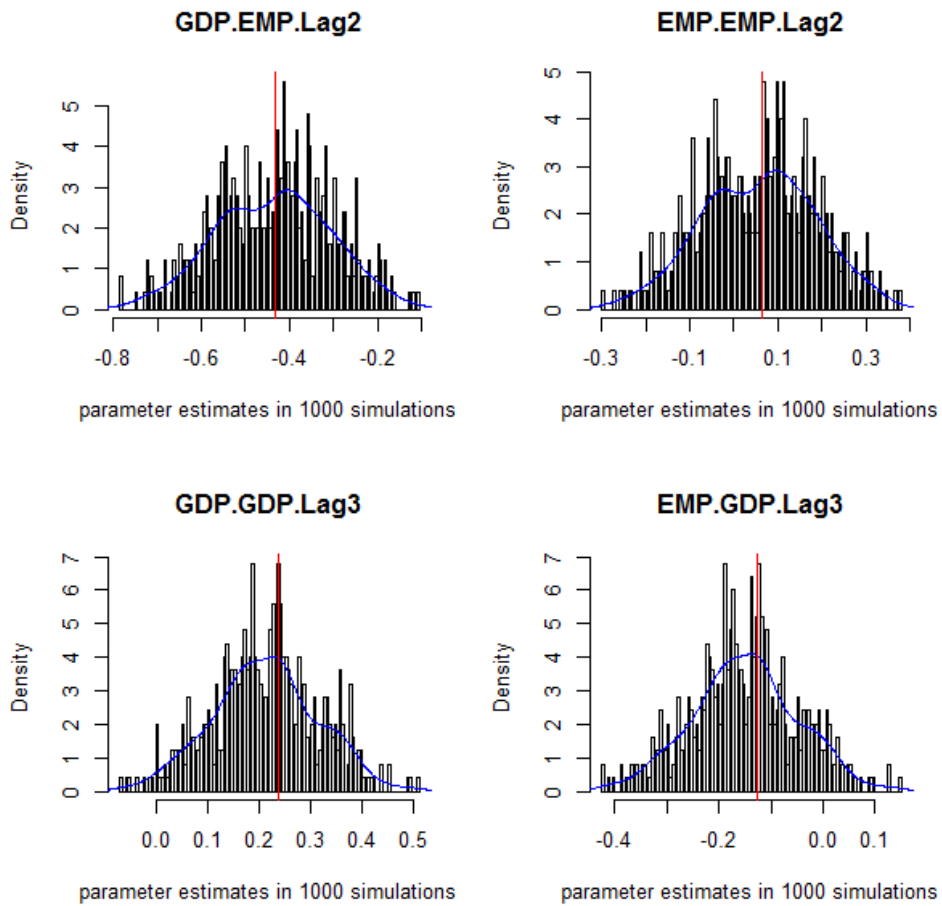 GDP.EMP.Lag2
Density
0 1 2 3 4 5
-0.8 -0.6 -0.4 -0.2
parameter estimates in 1000 simulations
EMP.EMP.Lag2
Density
0 1 2 3 4 5
-0.3 -0.1 0.1 0.3
parameter estimates in 1000 simulations
GDP.GDP.Lag3
Density
0 1 2 3 4 5 6 7
0.0 0.1 0.2 0.3 0.4 0.5
parameter estimates in 1000 simulations
EMP.GDP.Lag3
Density
0 1 2 3 4 5 6 7
-0.4 -0.2 0.0 0.1
parameter estimates in 1000 simulations